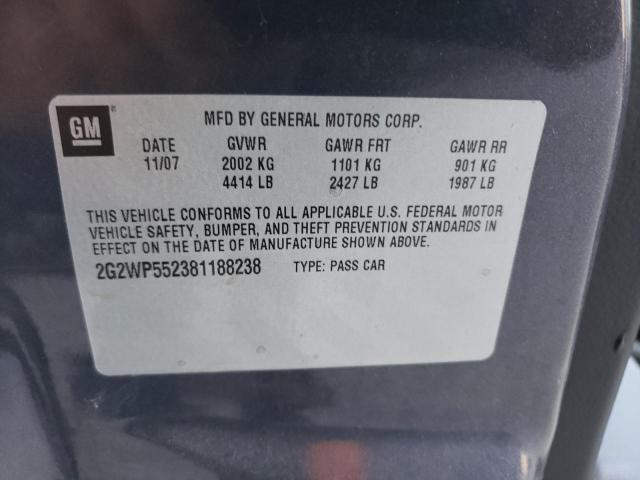 GM
MFD BY GENERAL MOTORS CORP.
DATE GVWR GAWR FRT GAWR RR
11/07 2002 KG 1101 KG 901 KG
4414 LB 2427 LB 1987 LB
THIS VEHICLE CONFORMS TO ALL APPLICABLE U.S. FEDERAL MOTOR
VEHICLE SAFETY, BUMPER, AND THEFT PREVENTION STANDARDS IN
EFFECT ON THE DATE OF MANUFACTURE SHOWN ABOVE.
2G2WP552381188238 TYPE: PASS CAR